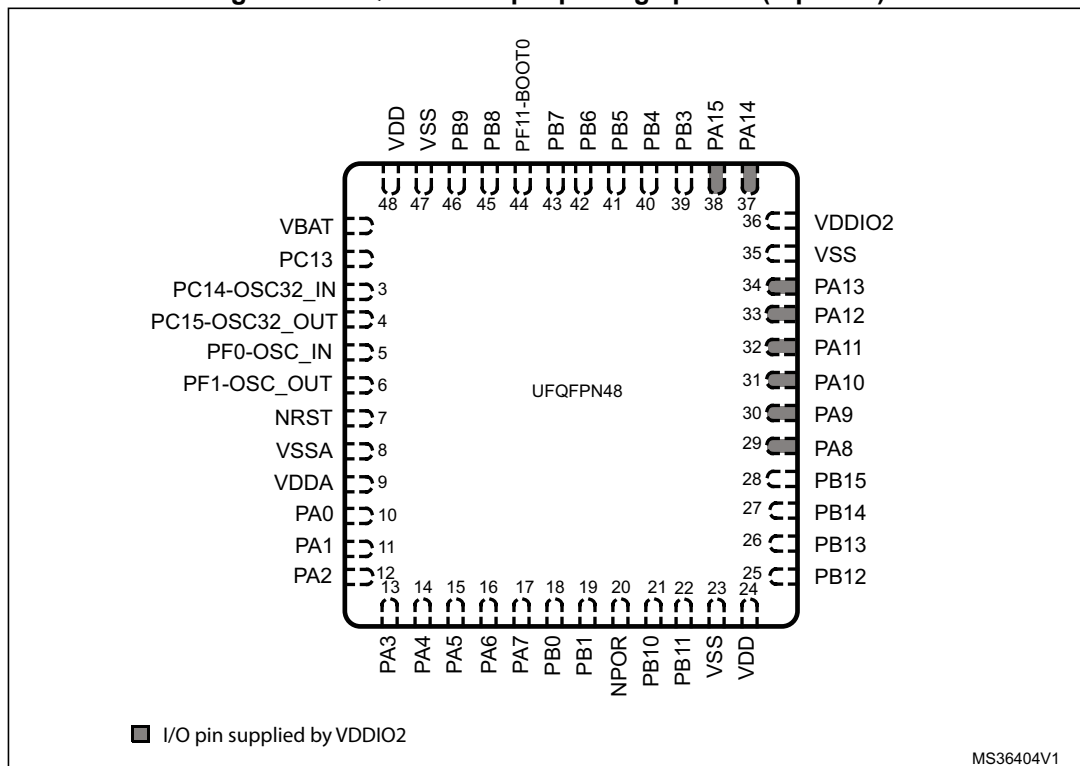 VDD
VSS
PB9
PB8
PF11-BOOT0
PB7
PB6
PB5
PB4
PB3
PA15
PA14
48 47 46 45 44 43 42 41 40 39 38 37
VBAT
PC13
PC14-OSC32_IN 3
PC15-OSC32_OUT 4
PF0-OSC_IN 5
PF1-OSC_OUT 6
NRST 7
VSSA 8
VDDA 9
PA0 10
PA1 11
PA2 12
UFQFPN48
36 VDDIO2
35 VSS
34 PA13
33 PA12
32 PA11
31 PA10
30 PA9
29 PA8
28 PB15
27 PB14
26 PB13
25 PB12
13 14 15 16 17 18 19 20 21 22 23 24
PA3
PA4
PA5
PA6
PA7
PB0
PB1
NPOR
PB10
PB11
VSS
VDD
I/O pin supplied by VDDIO2
MS36404V1